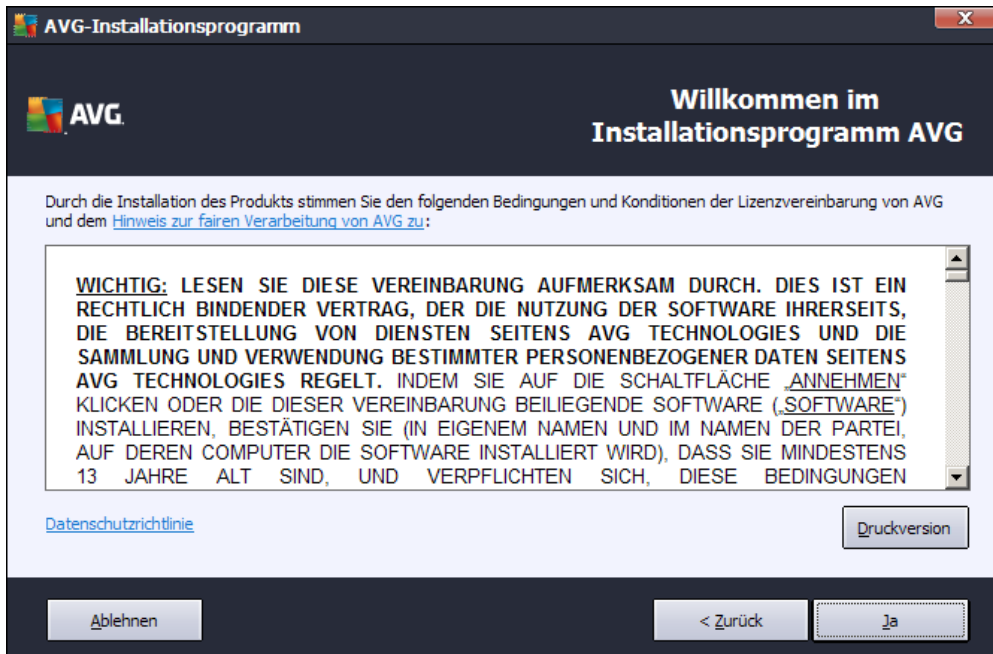 AVG-Installationsprogramm
X
AVG.
Willkommen im
Installationsprogramm AVG
Durch die Installation des Produkts stimmen Sie den folgenden Bedingungen und Konditionen der Lizenzvereinbarung von AVG
und dem Hinweis zur fairen Verarbeitung von AVG zu:
WICHTIG: LESEN SIE DIESE VEREINBARUNG AUFMERKSAM DURCH. DIES IST EIN
RECHTLICH BINDENDER VERTRAG, DER DIE NUTZUNG DER SOFTWARE IHRERSEITS,
DIE BEREITSTELLUNG VON DIENSTEN SEITENS AVG TECHNOLOGIES UND DIE
SAMMLUNG UND VERWENDUNG BESTIMMTER PERSONENBEZOGENER DATEN SEITENS
AVG TECHNOLOGIES REGELT. INDEM SIE AUF DIE SCHALTFLÄCHE „ANNEHMEN“
KLICKEN ODER DIE DIESER VEREINBARUNG BEILIEGENDE SOFTWARE („SOFTWARE“)
INSTALLIEREN, BESTÄTIGEN SIE (IN EIGENEM NAMEN UND IM NAMEN DER PARTEI,
AUF DEREN COMPUTER DIE SOFTWARE INSTALLIERT WIRD), DASS SIE MINDESTENS
13 JAHRE ALT SIND, UND VERPFLICHTEN SICH, DIESE BEDINGUNGEN
Datenschutzrichtlinie
Druckversion
Ablehnen
< Zurück
Ja